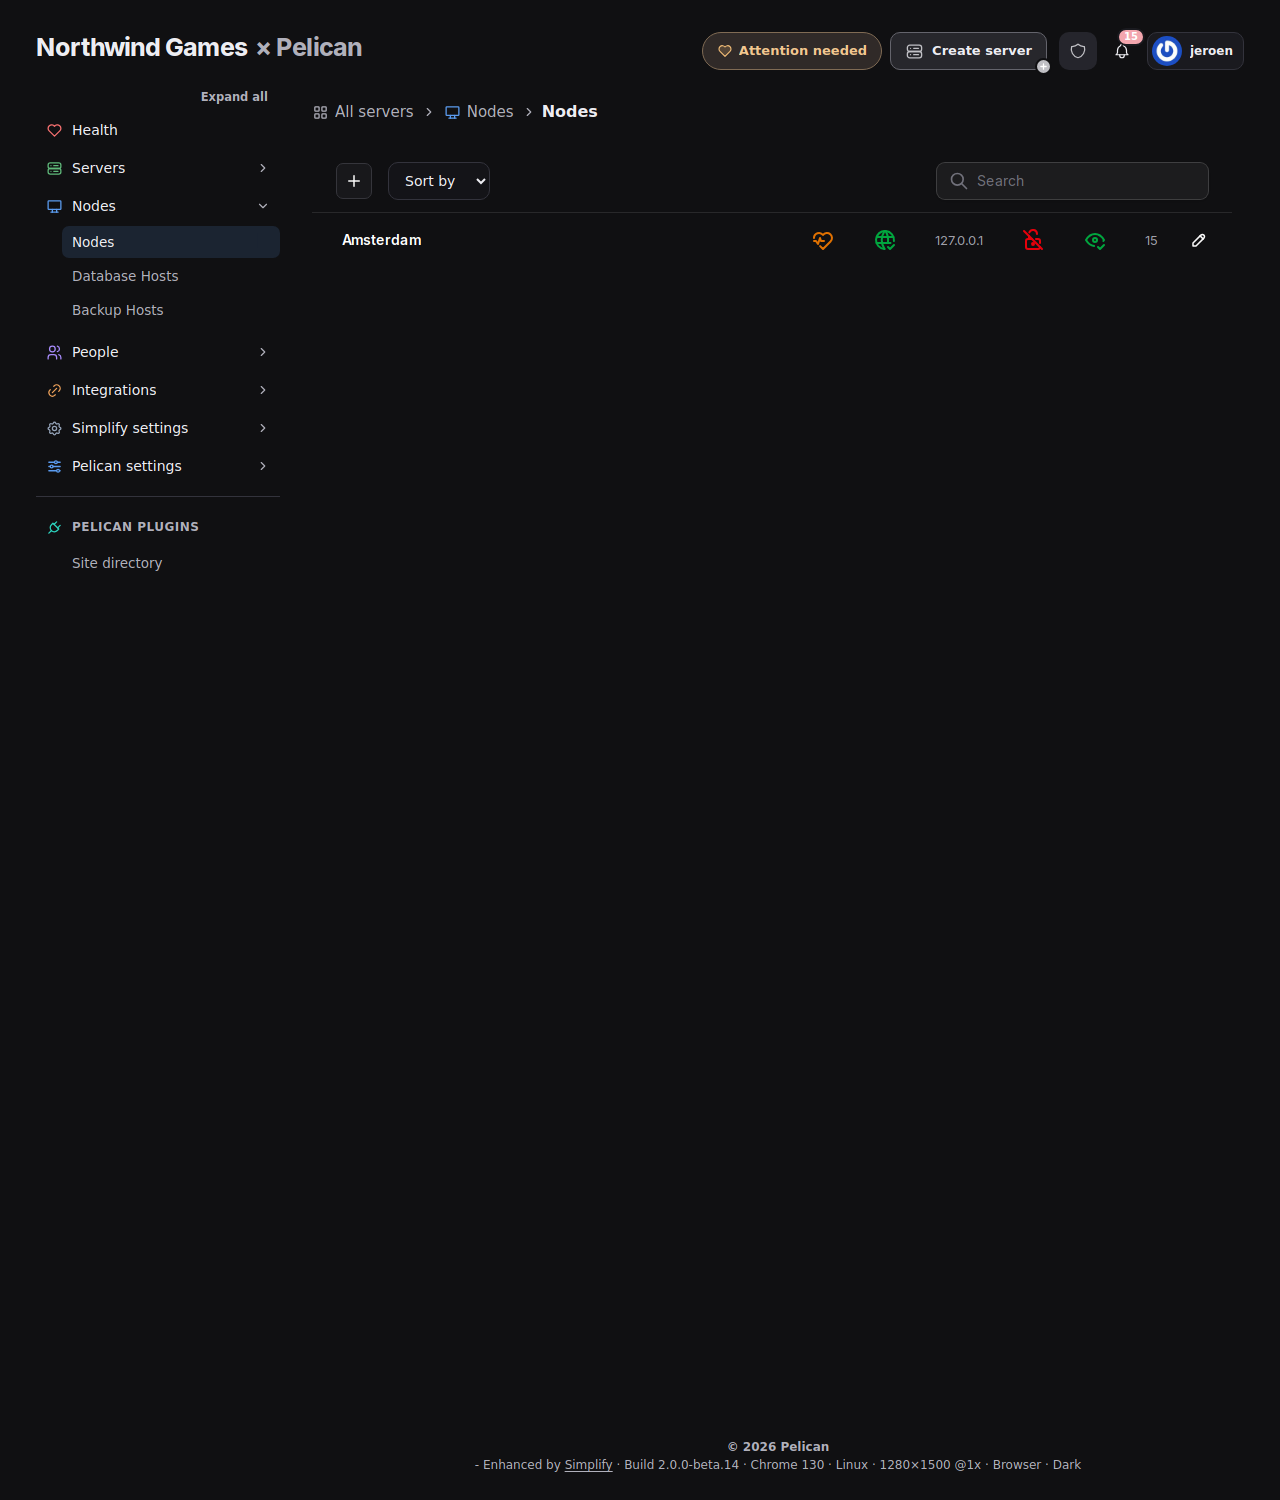 Northwind Games × Pelican
Attention needed
Create server
15
jeroen
Expand all
Health
Servers
Nodes
Nodes
Database Hosts
Backup Hosts
People
Integrations
Simplify settings
Pelican settings
PELICAN PLUGINS
Site directory
All servers > Nodes > Nodes
Sort by
Search
Amsterdam 127.0.0.1 15
© 2026 Pelican
- Enhanced by Simplify · Build 2.0.0-beta.14 · Chrome 130 · Linux · 1280×1500 @1x · Browser · Dark